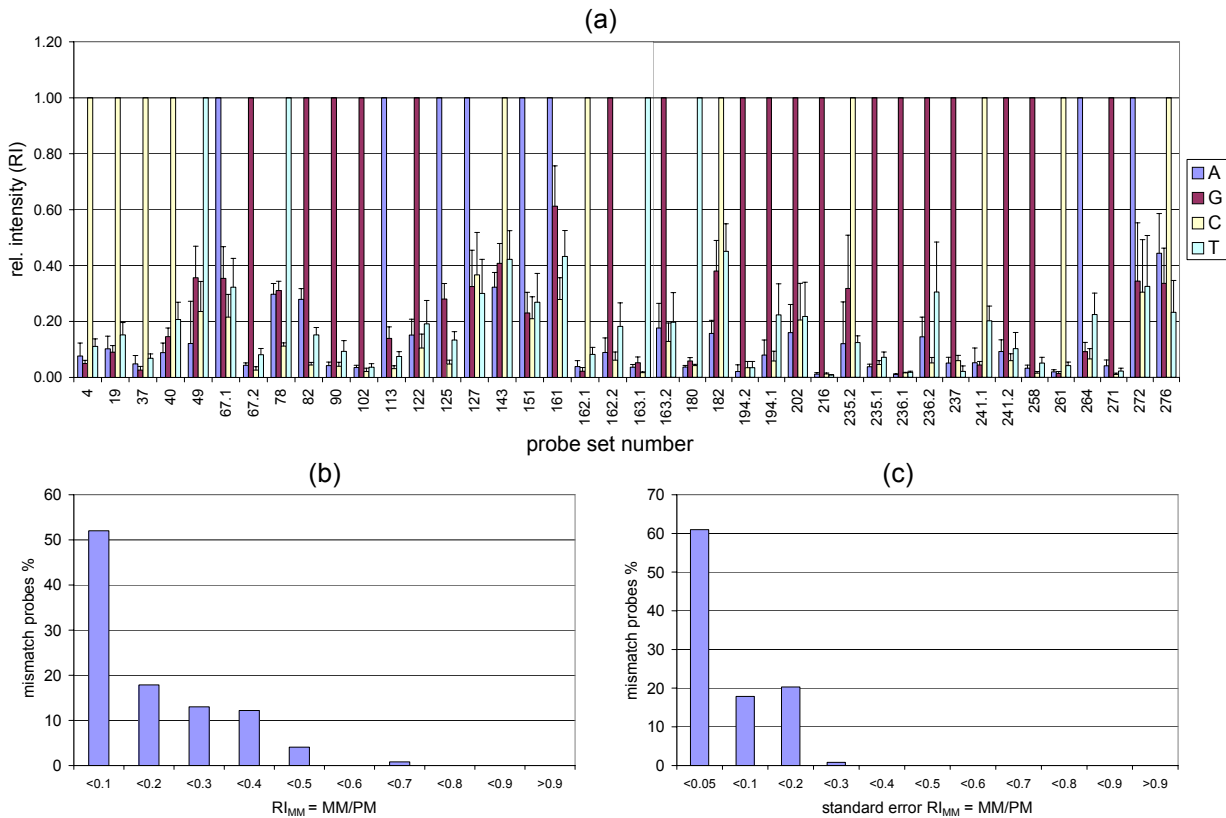 (a)
1.20
1.00
0.80
0.60
0.40
0.20
0.00
rel. intensity (RI)
A
G
C
T
4 19 37 40 49 67.1 67.2 78 82 90 102 113 122 125 127 143 151 161 162.1 162.2 163.1 163.2 180 182 194.2 194.1 202 216 235.2 235.1 236.1 236.2 237 241.1 241.2 258 261 264 271 272 276
probe set number
(b)
60
50
40
30
20
10
0
mismatch probes %
<0.1 <0.2 <0.3 <0.4 <0.5 <0.6 <0.7 <0.8 <0.9 >0.9
RIMM = MM/PM
(c)
70
60
50
40
30
20
10
0
mismatch probes %
<0.05 <0.1 <0.2 <0.3 <0.4 <0.5 <0.6 <0.7 <0.8 <0.9 >0.9
standard error RIMM = MM/PM